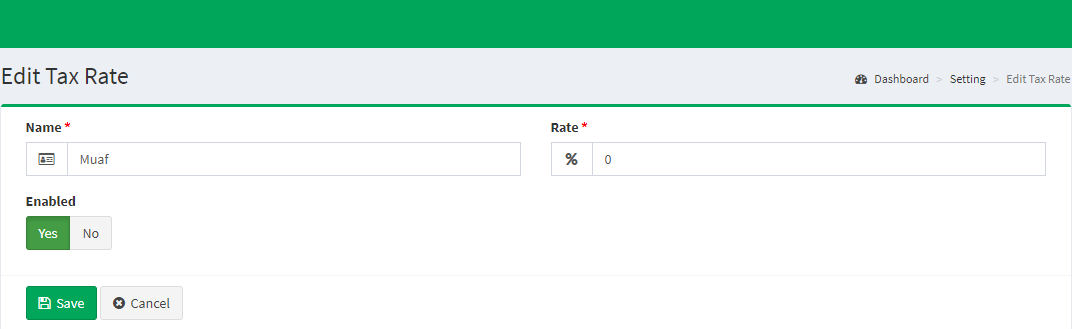 Edit Tax Rate
Dashboard > Setting > Edit Tax Rate
Name * Rate *
Muaf % 0
Enabled
Yes No
Save Cancel